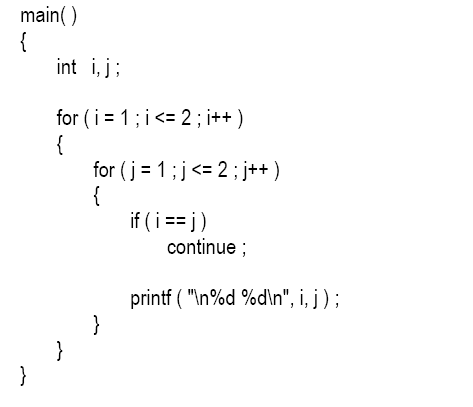 main( )
{
int i, j ;
for ( i = 1 ; i <= 2 ; i++ )
{
for ( j = 1 ; j <= 2 ; j++ )
{
if ( i == j )
continue ;
printf ( "\n%d %d\n", i, j ) ;
}
}
}